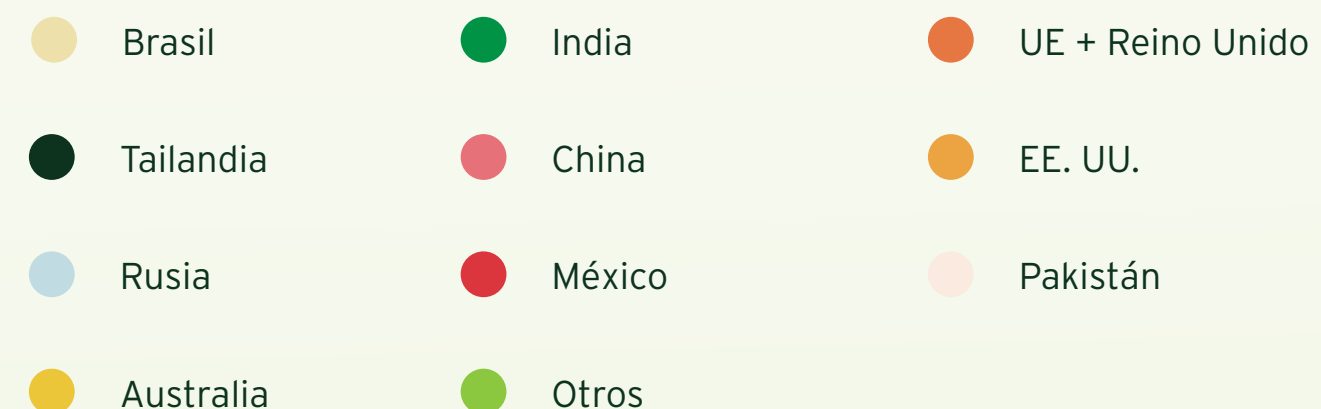 Brasil
India
UE + Reino Unido
Tailandia
China
EE. UU.
Rusia
México
Pakistán
Australia
Otros